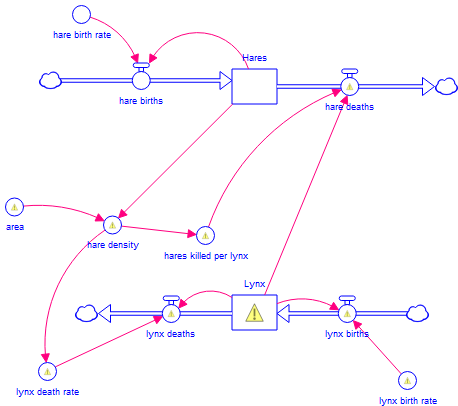 hare birth rate
Hares
hare births
hare deaths
area
hare density
hares killed per lynx
Lynx
lynx deaths
lynx births
lynx death rate
lynx birth rate